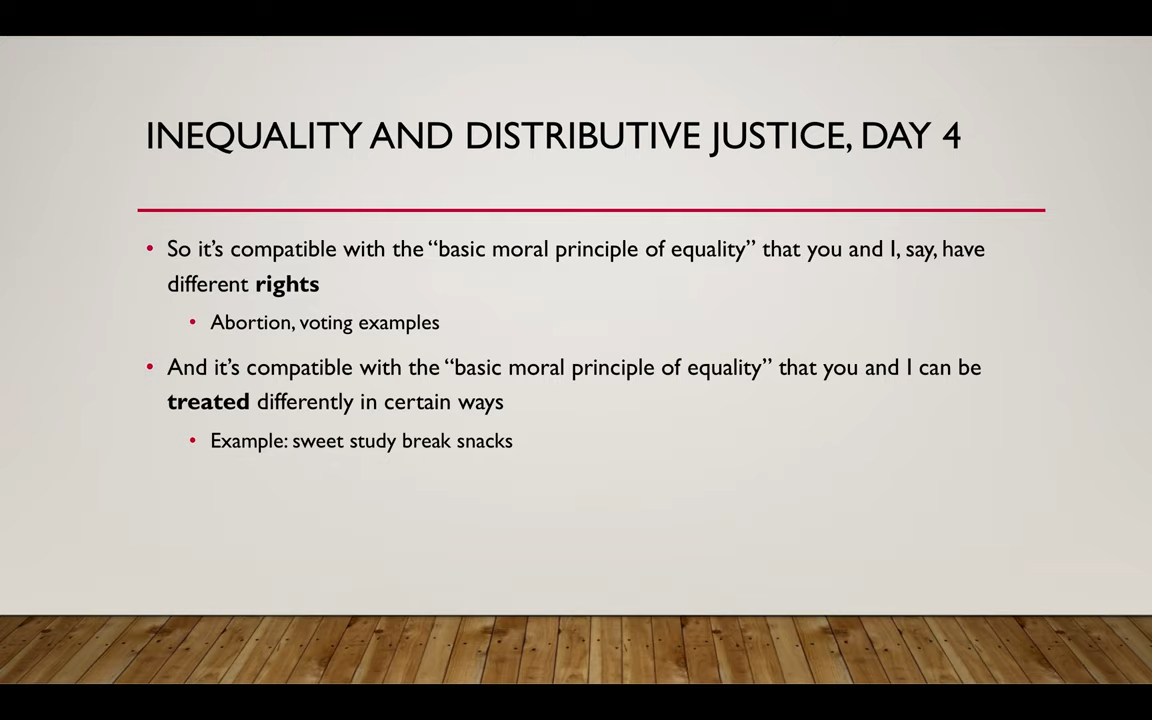 INEQUALITY AND DISTRIBUTIVE JUSTICE, DAY 4
• So it’s compatible with the “basic moral principle of equality” that you and I, say, have
different rights
• Abortion, voting examples
• And it’s compatible with the “basic moral principle of equality” that you and I can be
treated differently in certain ways
• Example: sweet study break snacks